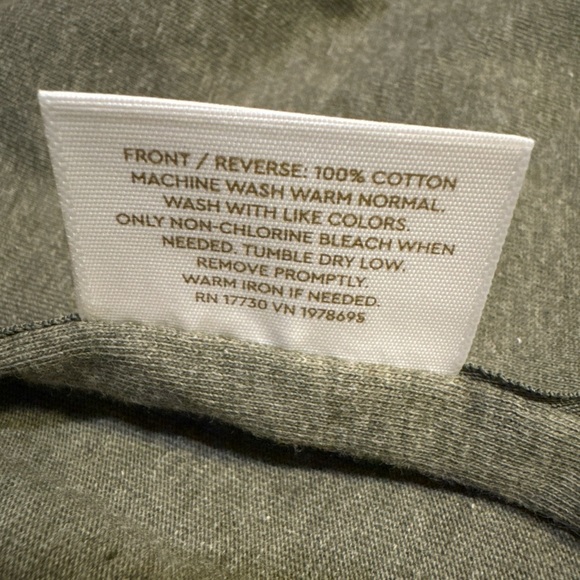 FRONT / REVERSE: 100% COTTON
MACHINE WASH WARM NORMAL.
WASH WITH LIKE COLORS.
ONLY NON-CHLORINE BLEACH WHEN
NEEDED. TUMBLE DRY LOW.
REMOVE PROMPTLY.
WARM IRON IF NEEDED.
RN 17730 VN 197869S